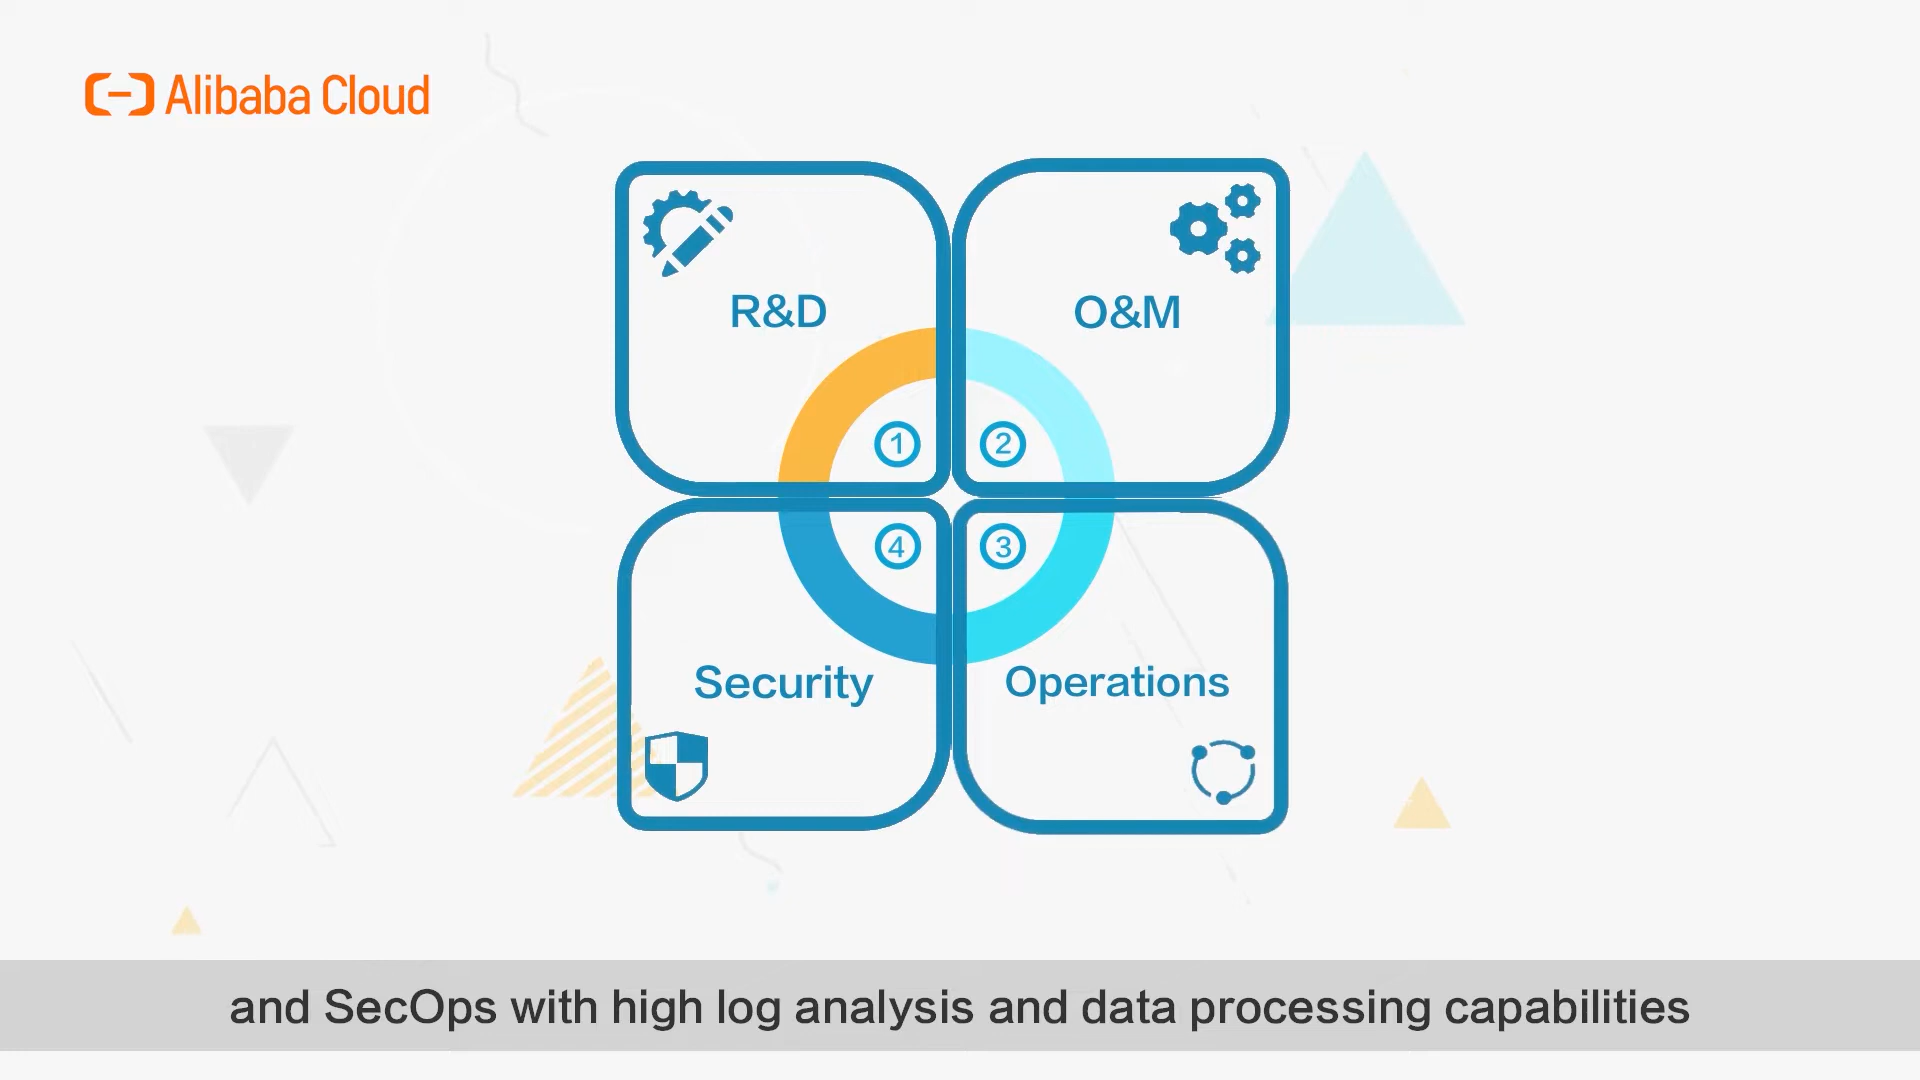 Alibaba Cloud
R&D
O&M
1
2
4
3
Security
Operations
and SecOps with high log analysis and data processing capabilities